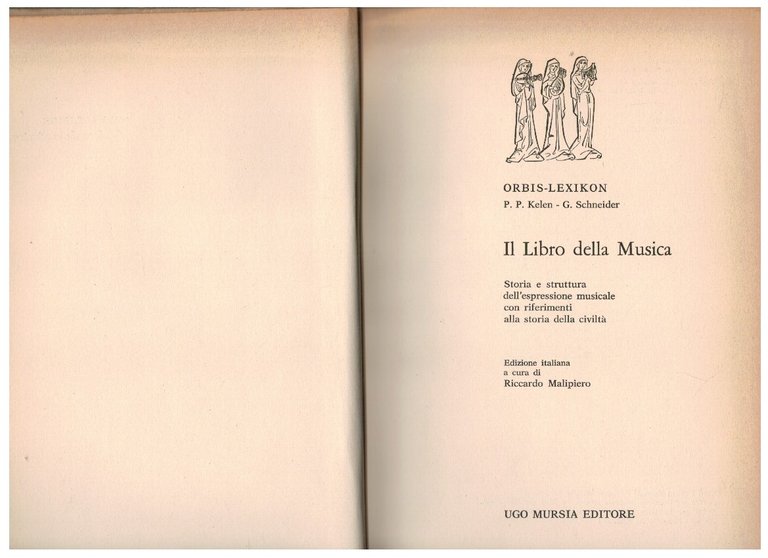 ORBIS-LEXIKON
P. P. Kelen - G. Schneider
Il Libro della Musica
Storia e struttura
dell'espressione musicale
con riferimenti
alla storia della civiltà
Edizione italiana
a cura di
Riccardo Malipiero
UGO MURSIA EDITORE